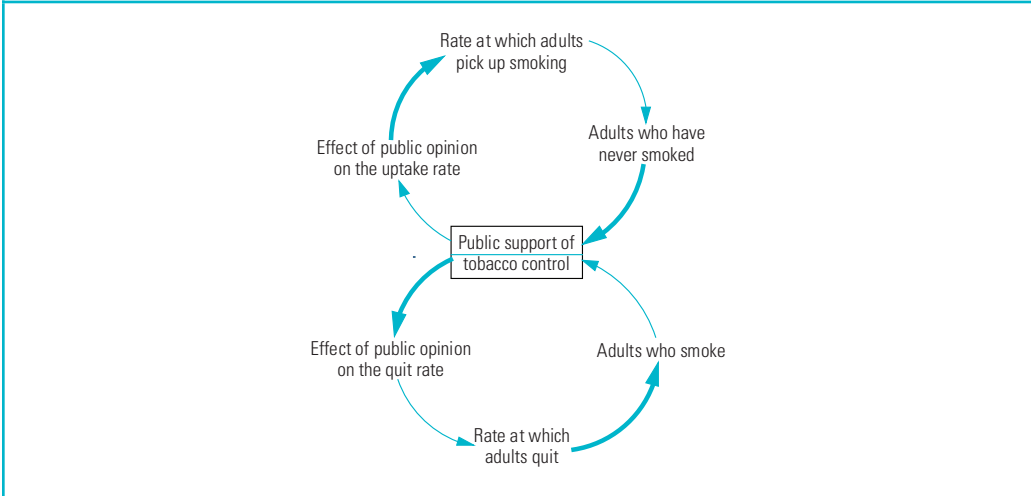 Rate at which adults
pick up smoking
Adults who have
never smoked
Effect of public opinion
on the uptake rate
Public support of
tobacco control
Effect of public opinion
on the quit rate
Adults who smoke
Rate at which
adults quit